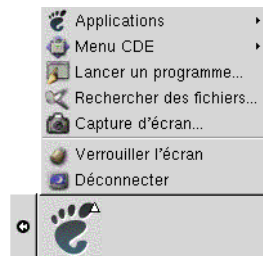 Applications
Menu CDE
Lancer un programme...
Rechercher des fichiers...
Capture d'écran...
Verrouiller l'écran
Déconnecter